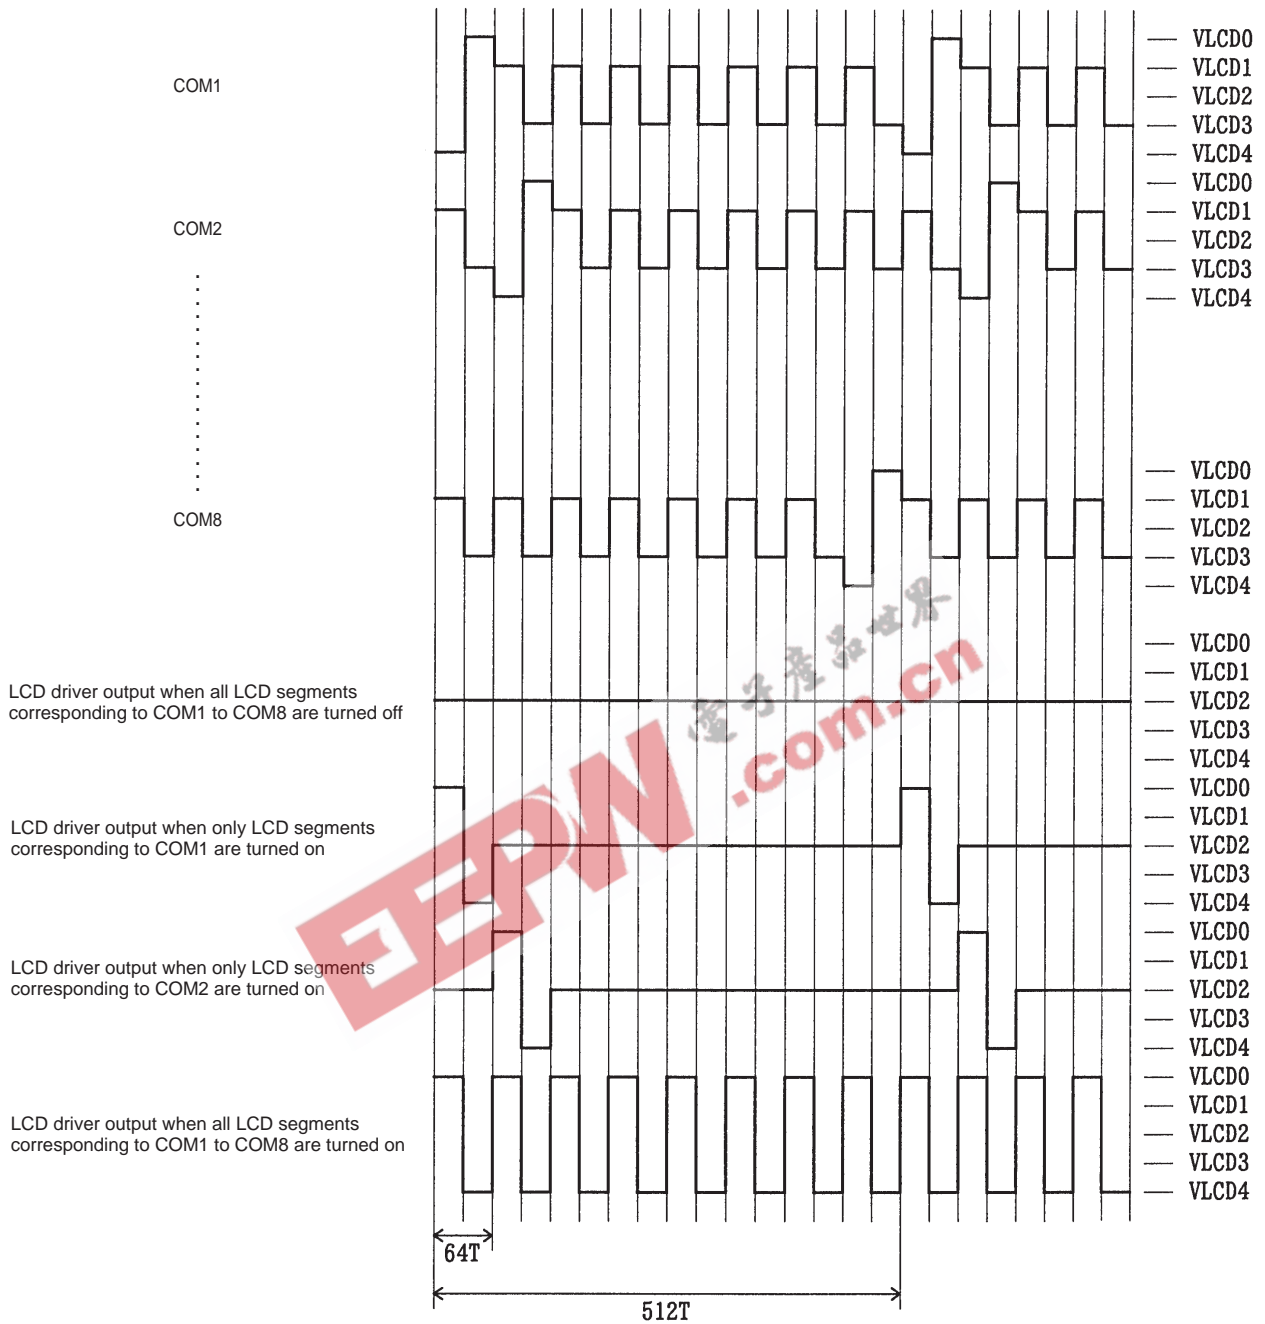 COM1
VLCD0
VLCD1
VLCD2
VLCD3
VLCD4
COM2
VLCD0
VLCD1
VLCD2
VLCD3
VLCD4
COM8
VLCD0
VLCD1
VLCD2
VLCD3
VLCD4
LCD driver output when all LCD segments
corresponding to COM1 to COM8 are turned off
VLCD0
VLCD1
VLCD2
VLCD3
VLCD4
LCD driver output when only LCD segments
corresponding to COM1 are turned on
VLCD0
VLCD1
VLCD2
VLCD3
VLCD4
LCD driver output when only LCD segments
corresponding to COM2 are turned on
VLCD0
VLCD1
VLCD2
VLCD3
VLCD4
LCD driver output when all LCD segments
corresponding to COM1 to COM8 are turned on
VLCD0
VLCD1
VLCD2
VLCD3
VLCD4
64T
512T
EEPW
電子產品世界
.com.cn